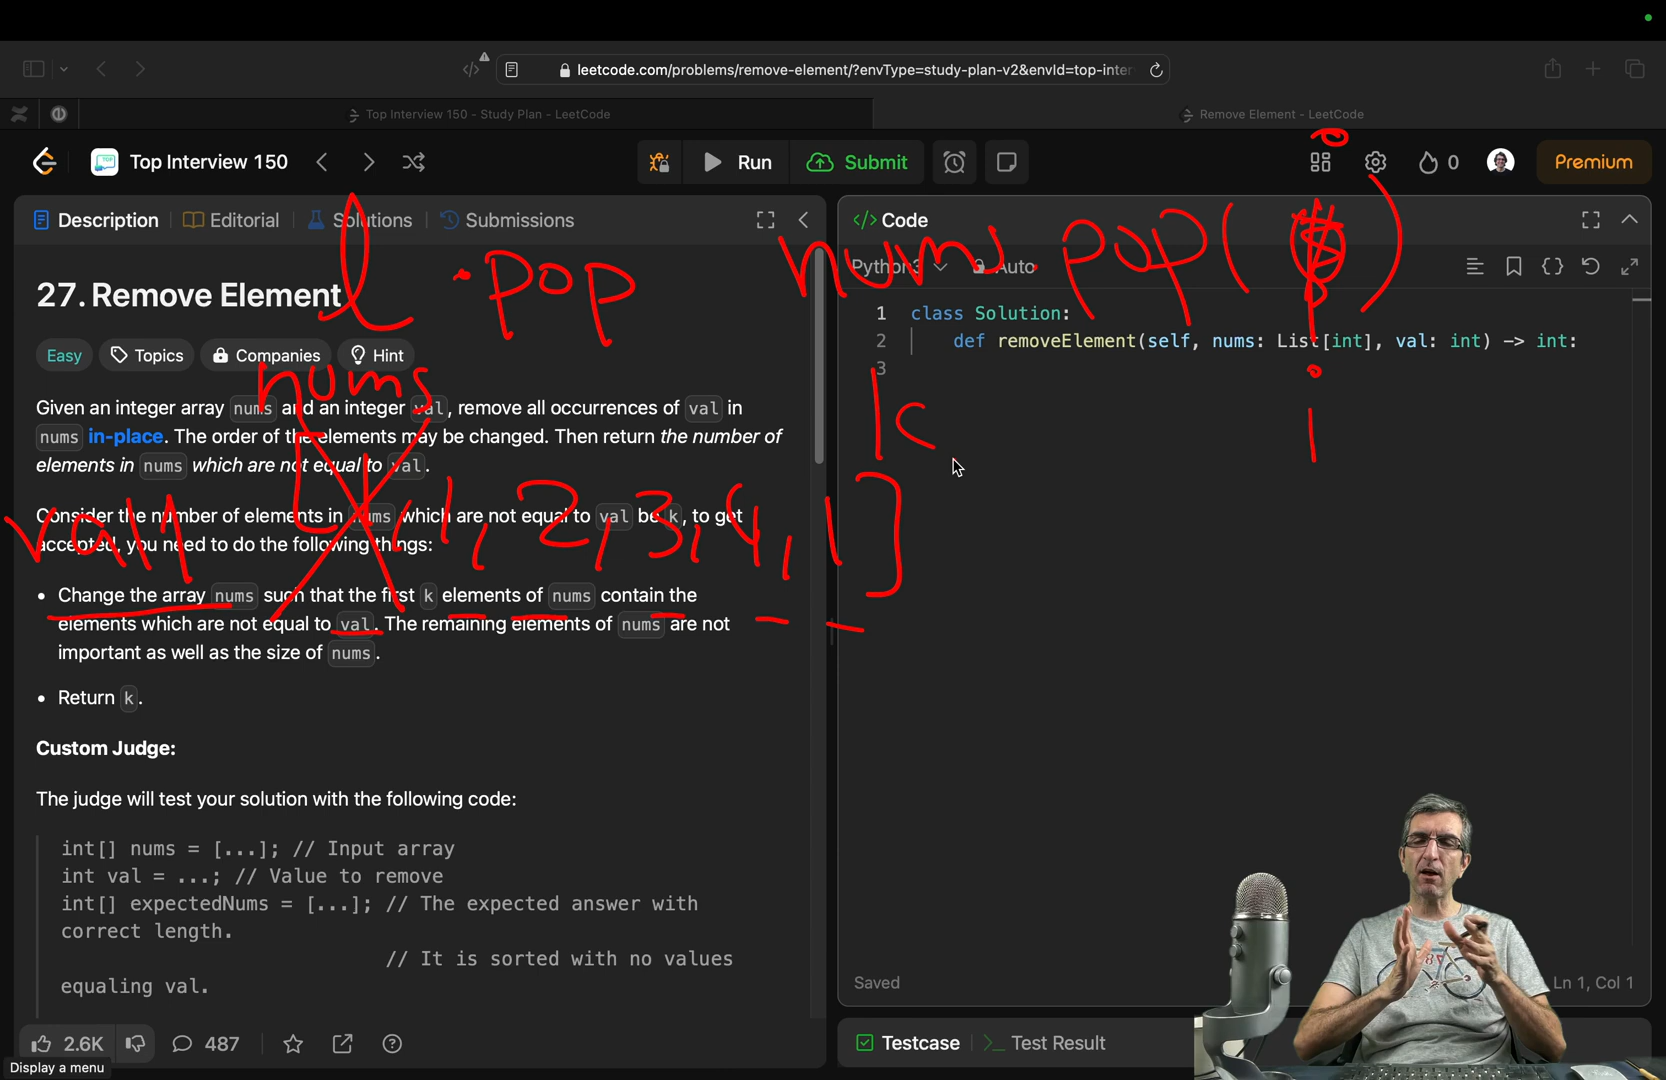 leetcode.com/problems/remove-element/?envType=study-plan-v2&envId=top-inter
Top Interview 150 - Study Plan - LeetCode
Remove Element - LeetCode
Top Interview 150
Run
Submit
0
Premium
Description
Editorial
Solutions
Submissions
27. Remove Element
l .pop
Easy
Topics
Companies
Hint
nums
Given an integer array nums and an integer val, remove all occurrences of val in
nums in-place. The order of the elements may be changed. Then return the number of
elements in nums which are not equal to val.
Consider the number of elements in nums which are not equal to val be k, to get
accepted, you need to do the following things:
val 1
[1, 1, 2, 3, 4, 1]
• Change the array nums such that the first k elements of nums contain the
elements which are not equal to val. The remaining elements of nums are not
important as well as the size of nums.
• Return k.
Custom Judge:
The judge will test your solution with the following code:
int[] nums = [...]; // Input array
int val = ...; // Value to remove
int[] expectedNums = [...]; // The expected answer with
correct length.
// It is sorted with no values
equaling val.
2.6K
487
Display a menu
</> Code
nums.pop( )
Python3
Auto
1 class Solution:
2 def removeElement(self, nums: List[int], val: int) -> int:
3
k
Saved
Ln 1, Col 1
Testcase
Test Result